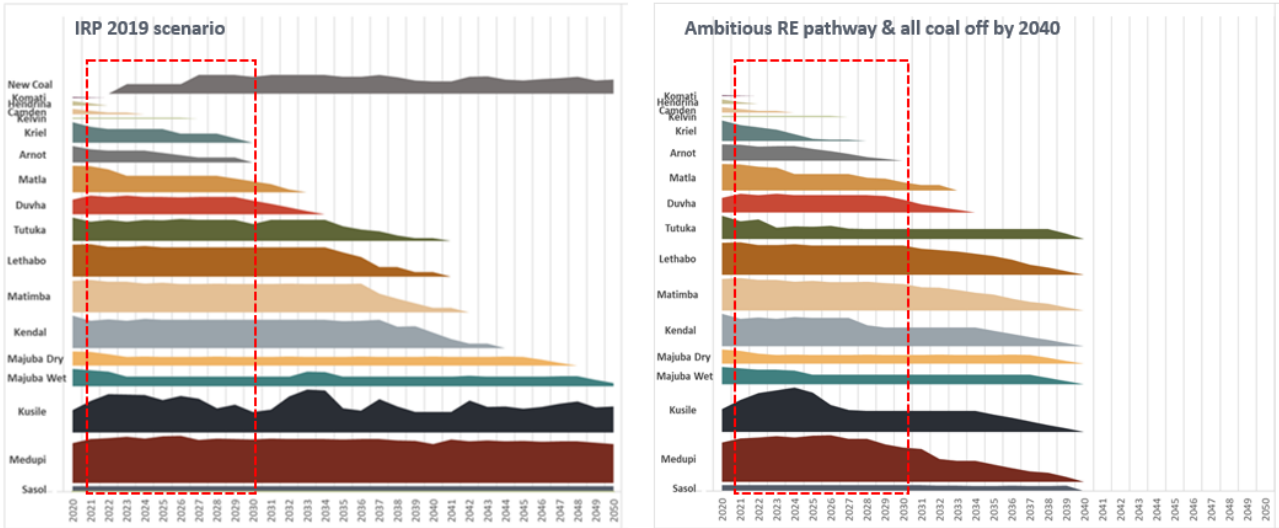 IRP 2019 scenario
New Coal
Komati
Hendrina
Camden
Kelvin
Kriel
Arnot
Matla
Duvha
Tutuka
Lethabo
Matimba
Kendal
Majuba Dry
Majuba Wet
Kusile
Medupi
Sasol
2020 2021 2022 2023 2024 2025 2026 2027 2028 2029 2030 2031 2032 2033 2034 2035 2036 2037 2038 2039 2040 2041 2042 2043 2044 2045 2046 2047 2048 2049 2050
Ambitious RE pathway & all coal off by 2040
Komati
Hendrina
Camden
Kelvin
Kriel
Arnot
Matla
Duvha
Tutuka
Lethabo
Matimba
Kendal
Majuba Dry
Majuba Wet
Kusile
Medupi
Sasol
2020 2021 2022 2023 2024 2025 2026 2027 2028 2029 2030 2031 2032 2033 2034 2035 2036 2037 2038 2039 2040 2041 2042 2043 2044 2045 2046 2047 2048 2049 2050